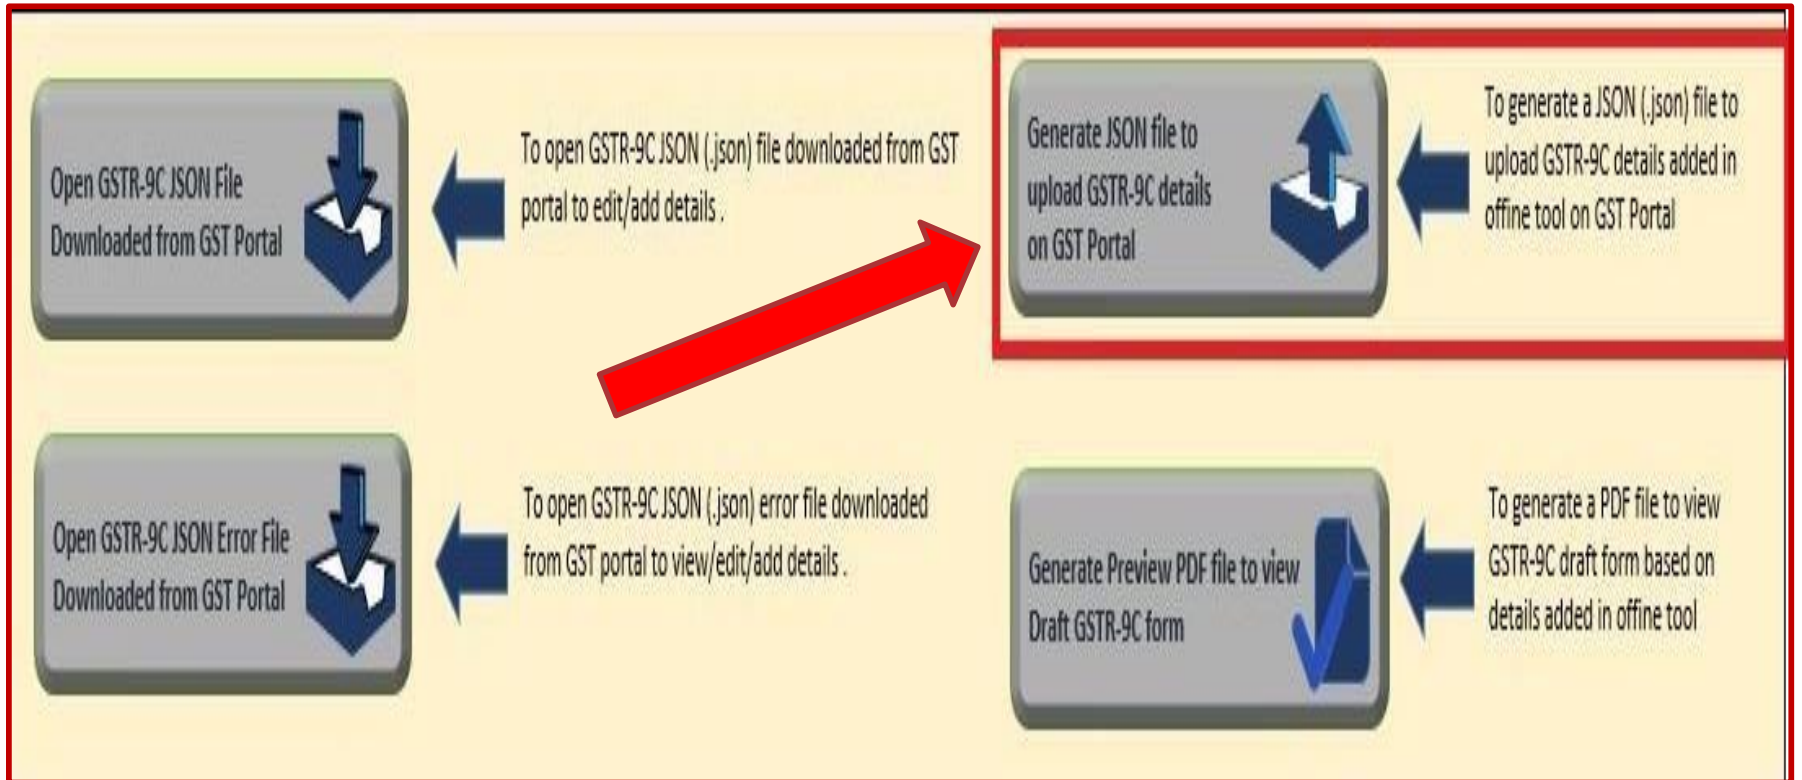 Open GSTR-9C JSON File
Downloaded from GST Portal
To open GSTR-9C JSON (.json) file downloaded from GST
portal to edit/add details .
Generate JSON file to
upload GSTR-9C details
on GST Portal
To generate a JSON (.json) file to
upload GSTR-9C details added in
offine tool on GST Portal
Open GSTR-9C JSON Error File
Downloaded from GST Portal
To open GSTR-9C JSON (.json) error file downloaded
from GST portal to view/edit/add details .
Generate Preview PDF file to view
Draft GSTR-9C form
To generate a PDF file to view
GSTR-9C draft form based on
details added in offine tool